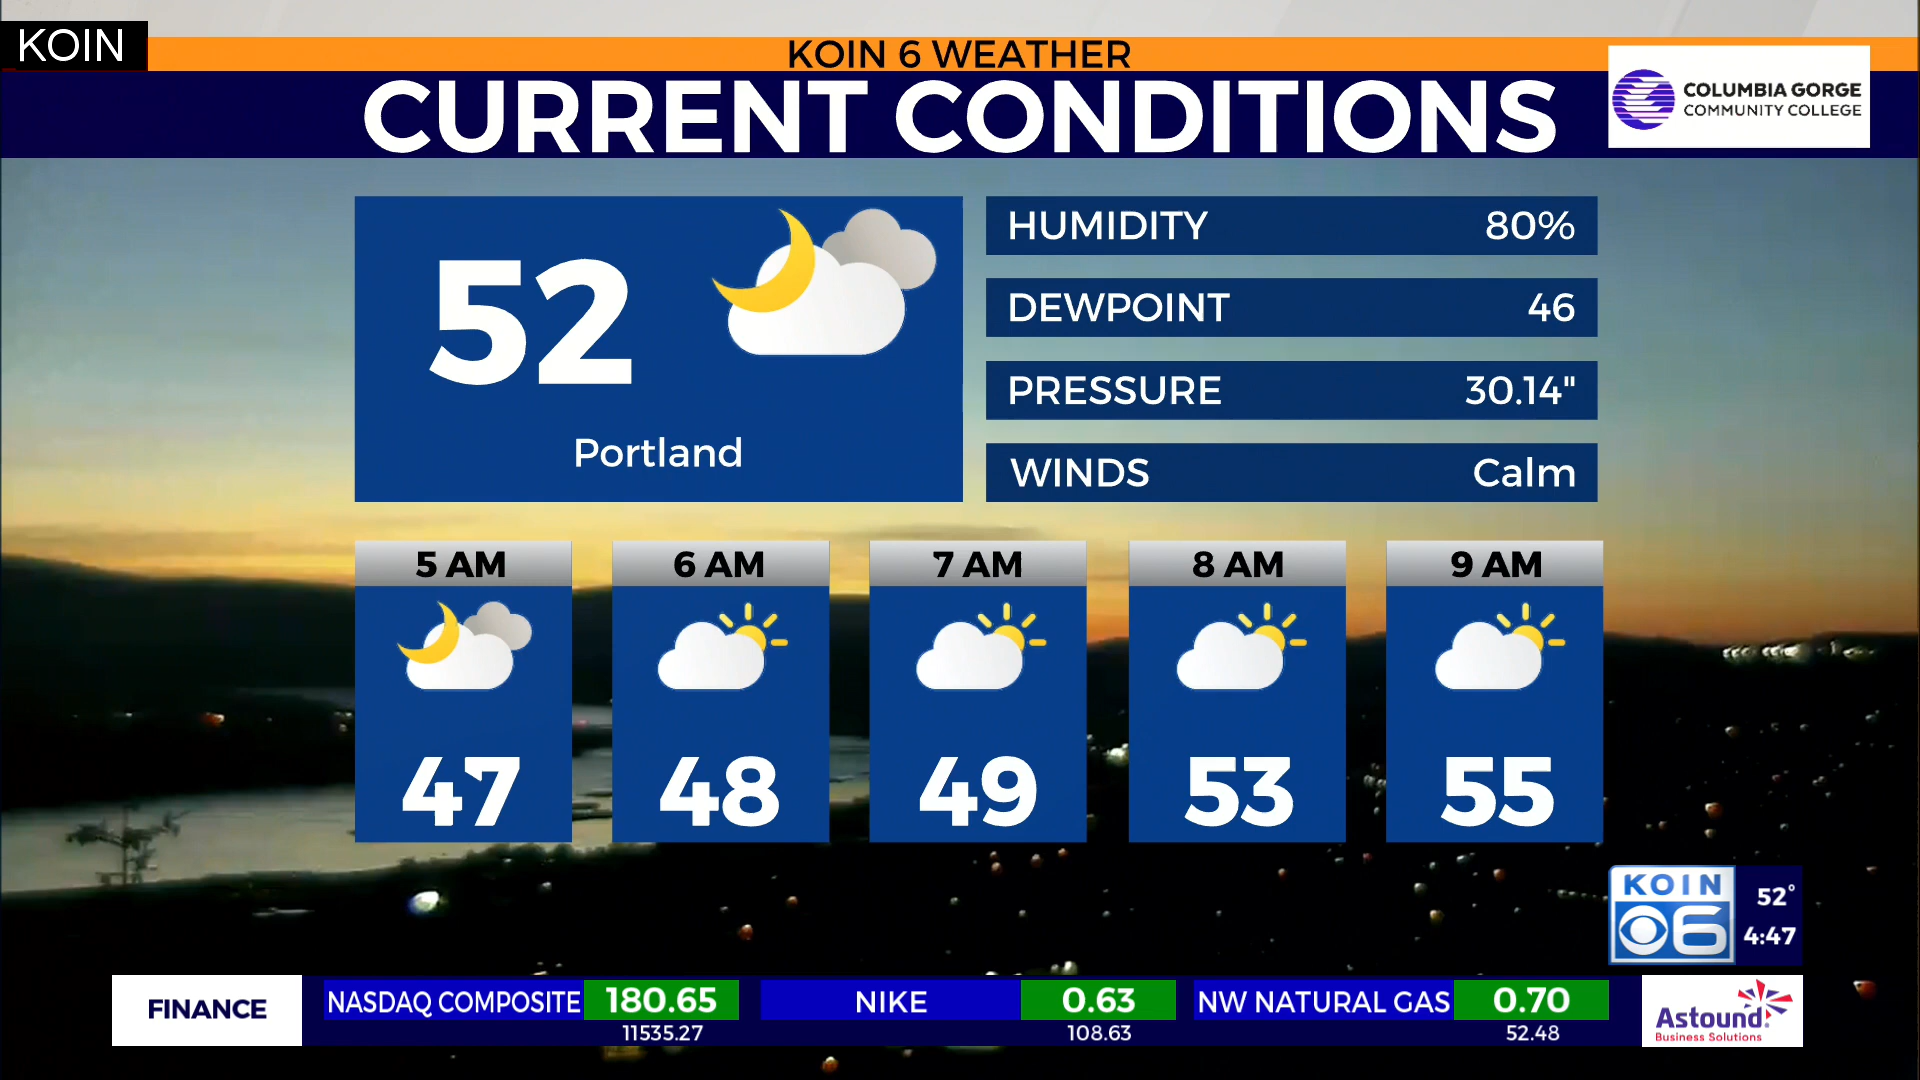 KOIN
KOIN 6 WEATHER
CURRENT CONDITIONS
COLUMBIA GORGE
COMMUNITY COLLEGE
52
Portland
HUMIDITY 80%
DEWPOINT 46
PRESSURE 30.14"
WINDS Calm
5 AM 6 AM 7 AM 8 AM 9 AM
47 48 49 53 55
KOIN
6
52°
4:47
FINANCE
NASDAQ COMPOSITE 180.65
11535.27
NIKE 0.63
108.63
NW NATURAL GAS 0.70
52.48
Astound
Business Solutions